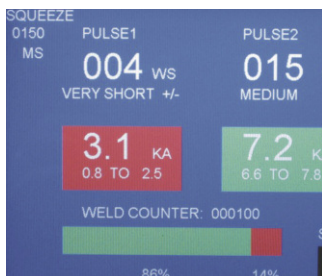 SQUEEZE
0150 PULSE1 PULSE2
MS
004 WS 015
VERY SHORT +/- MEDIUM
3.1 KA 7.2
0.8 TO 2.5 6.6 TO 7.8
WELD COUNTER: 000100
86% 14%